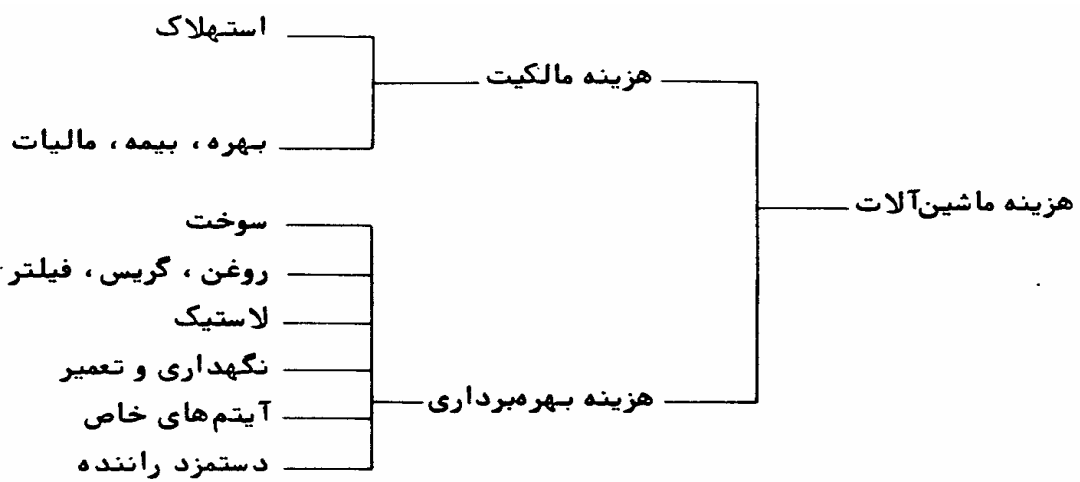 هزینه ماشین‌آلات
هزینه مالکیت
استهلاک
بهره، بیمه، مالیات
هزینه بهره‌برداری
سوخت
روغن، گریس، فیلتر
لاستیک
نگهداری و تعمیر
آیتم‌های خاص
دستمزد راننده